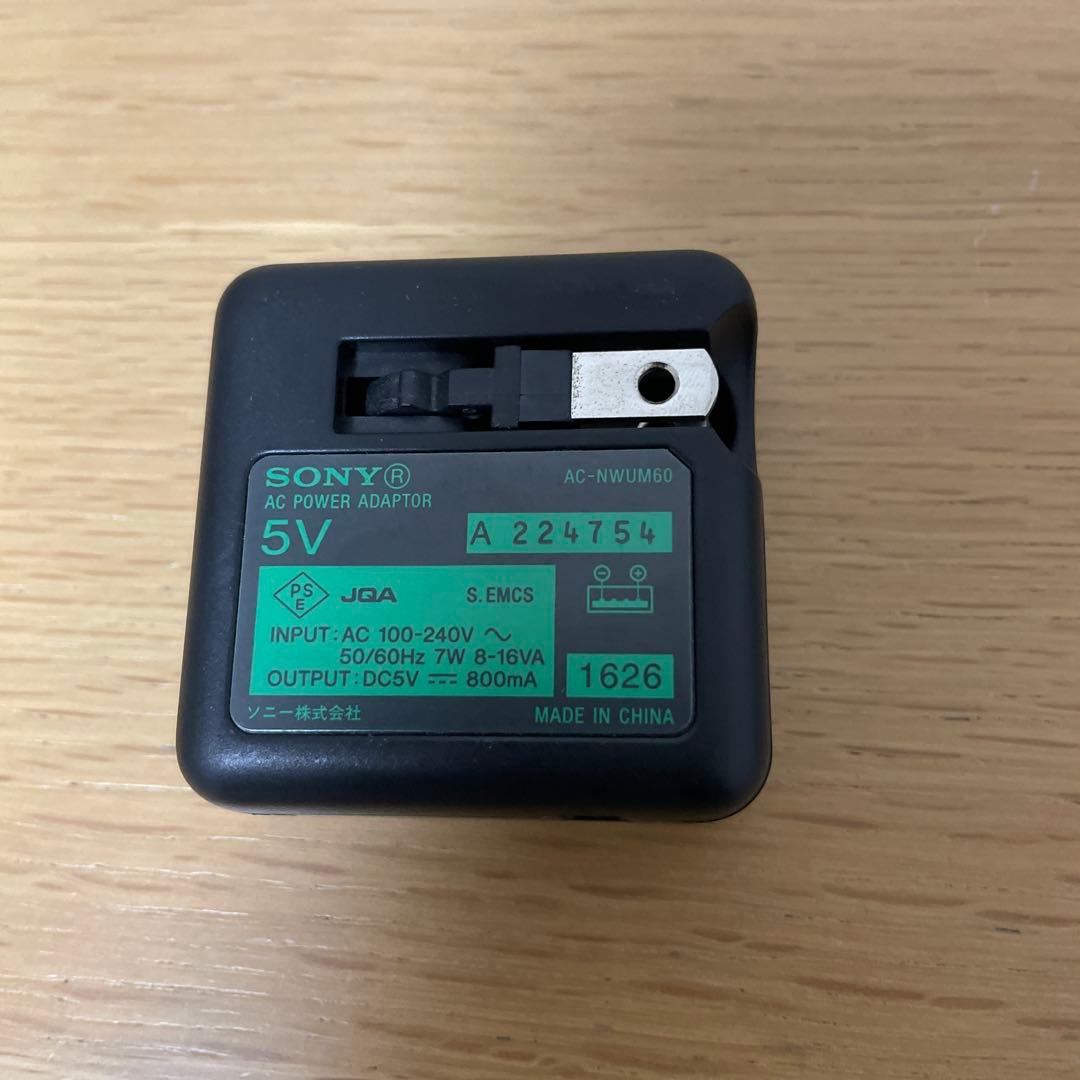 SONY® AC-NWUM60
AC POWER ADAPTOR
5V A 224754
PS E JQA S.EMCS
INPUT:AC 100-240V ～
50/60Hz 7W 8-16VA
OUTPUT:DC5V ⎓ 800mA 1626
ソニー株式会社 MADE IN CHINA